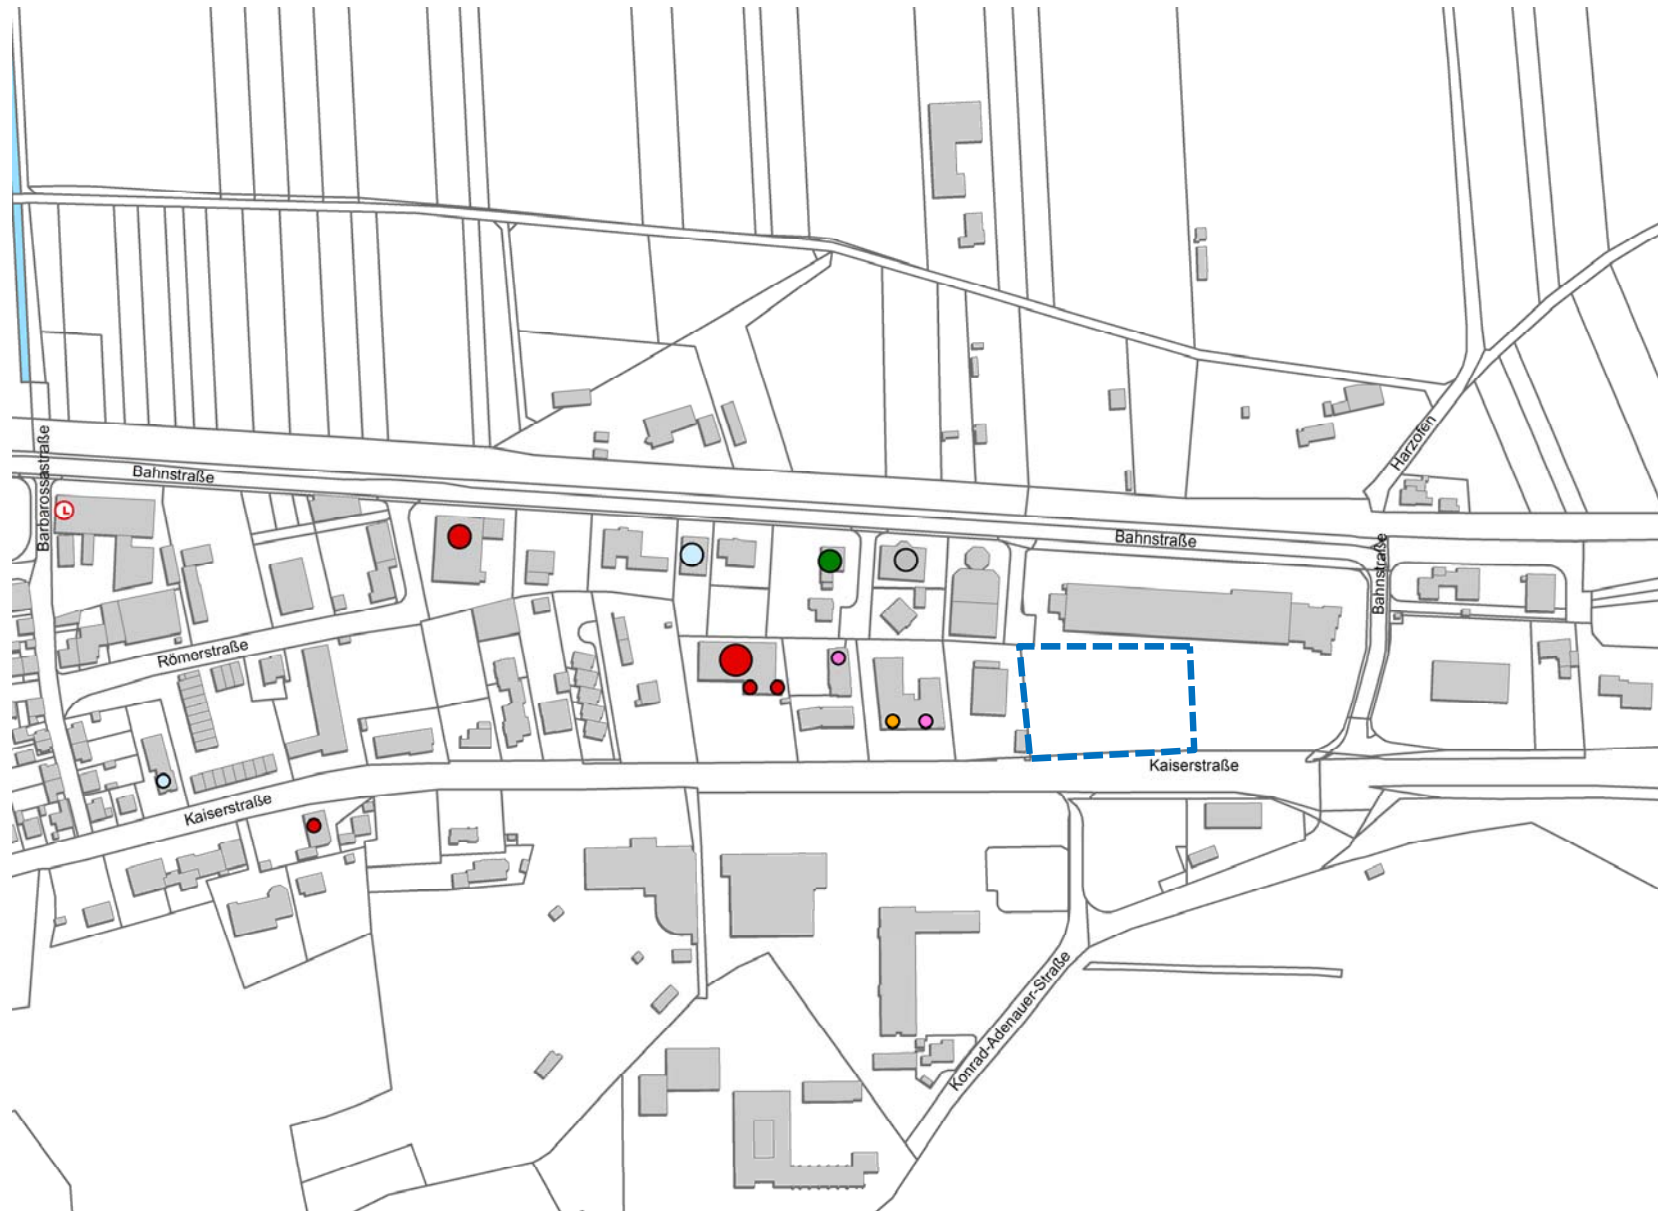 Harzofen
Barbarossastraße
Bahnstraße
L
Bahnstraße
Bahnstraße
Römerstraße
Kaiserstraße
Kaiserstraße
Konrad-Adenauer-Straße